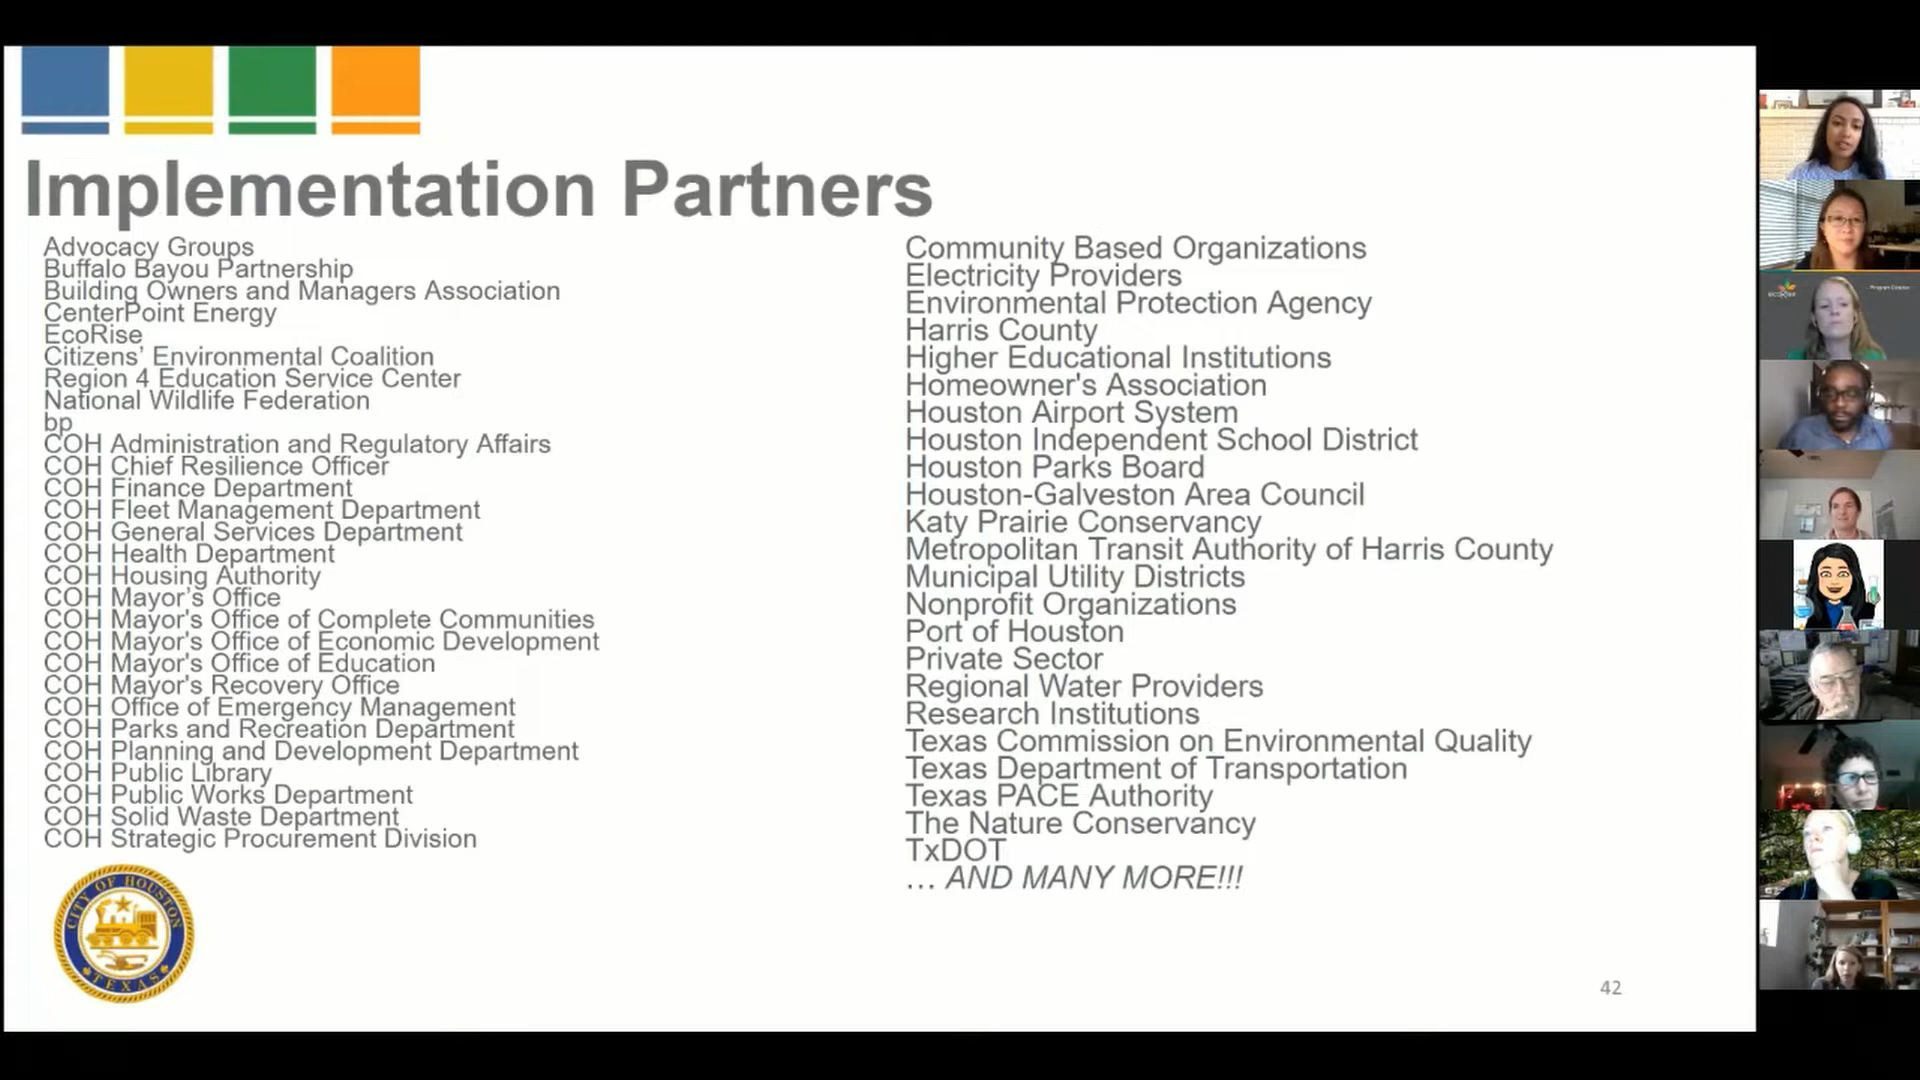 Implementation Partners
Advocacy Groups
Buffalo Bayou Partnership
Building Owners and Managers Association
CenterPoint Energy
EcoRise
Citizens' Environmental Coalition
Region 4 Education Service Center
National Wildlife Federation
bp
COH Administration and Regulatory Affairs
COH Chief Resilience Officer
COH Finance Department
COH Fleet Management Department
COH General Services Department
COH Health Department
COH Housing Authority
COH Mayor's Office
COH Mayor's Office of Complete Communities
COH Mayor's Office of Economic Development
COH Mayor's Office of Education
COH Mayor's Recovery Office
COH Office of Emergency Management
COH Parks and Recreation Department
COH Planning and Development Department
COH Public Library
COH Public Works Department
COH Solid Waste Department
COH Strategic Procurement Division
Community Based Organizations
Electricity Providers
Environmental Protection Agency
Harris County
Higher Educational Institutions
Homeowner's Association
Houston Airport System
Houston Independent School District
Houston Parks Board
Houston-Galveston Area Council
Katy Prairie Conservancy
Metropolitan Transit Authority of Harris County
Municipal Utility Districts
Nonprofit Organizations
Port of Houston
Private Sector
Regional Water Providers
Research Institutions
Texas Commission on Environmental Quality
Texas Department of Transportation
Texas PACE Authority
The Nature Conservancy
TxDOT
… AND MANY MORE!!!
CITY OF HOUSTON
TEXAS
42